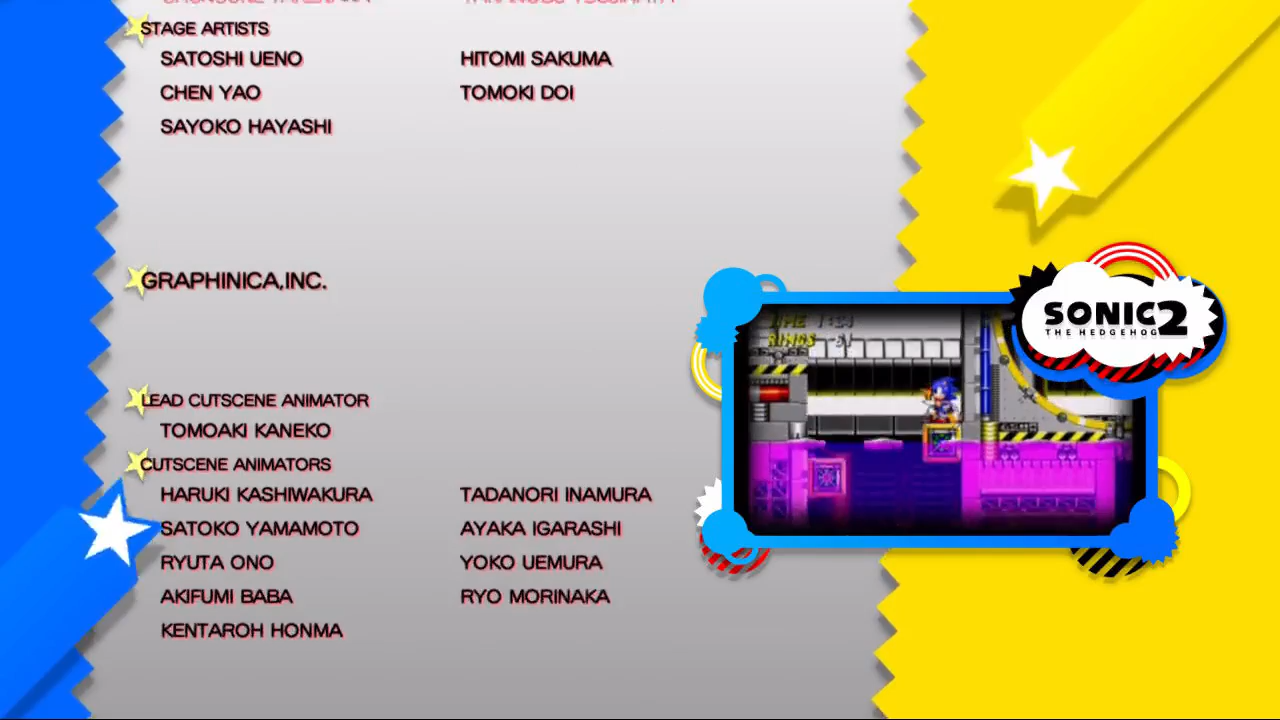 STAGE ARTISTS
SATOSHI UENO HITOMI SAKUMA
CHEN YAO TOMOKI DOI
SAYOKO HAYASHI
GRAPHINICA,INC.
LEAD CUTSCENE ANIMATOR
TOMOAKI KANEKO
CUTSCENE ANIMATORS
HARUKI KASHIWAKURA TADANORI INAMURA
SATOKO YAMAMOTO AYAKA IGARASHI
RYUTA ONO YOKO UEMURA
AKIFUMI BABA RYO MORINAKA
KENTAROH HONMA
SONIC 2
THE HEDGEHOG
TIME
RINGS